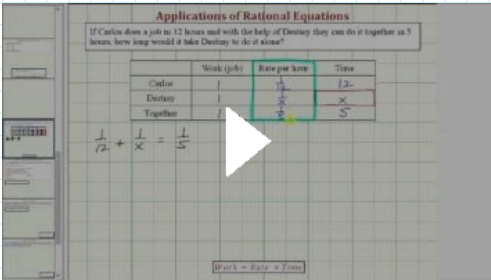 Applications of Rational Equations
If Carlos does a job in 12 hours and with the help of Destiny they can do it together in 5
hours, how long would it take Destiny to do it alone?
Work (job) Rate per hour Time
Carlos 1 1/12 12
Destiny 1 1/x x
Together 1 1/5 5
1/12 + 1/x = 1/5
Work = Rate × Time